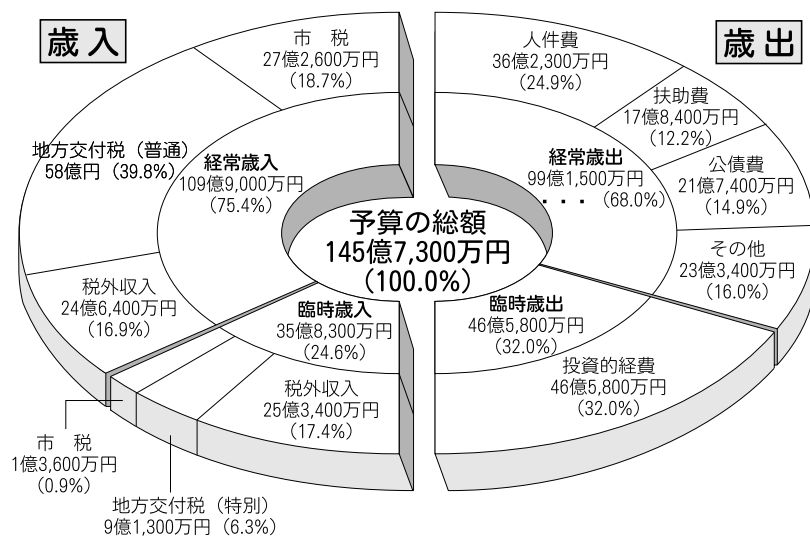 歳入
市　税
27億2,600万円
(18.7%)
地方交付税（普通）
58億円（39.8%）
経常歳入
109億9,000万円
(75.4%)
税外収入
24億6,400万円
(16.9%)
臨時歳入
35億8,300万円
(24.6%)
税外収入
25億3,400万円
(17.4%)
市　税
1億3,600万円
(0.9%)
地方交付税（特別）
9億1,300万円（6.3%）
予算の総額
145億7,300万円
(100.0%)
歳出
人件費
36億2,300万円
(24.9%)
扶助費
17億8,400万円
(12.2%)
経常歳出
99億1,500万円
・・・（68.0%）
公債費
21億7,400万円
(14.9%)
その他
23億3,400万円
(16.0%)
臨時歳出
46億5,800万円
(32.0%)
投資的経費
46億5,800万円
(32.0%)